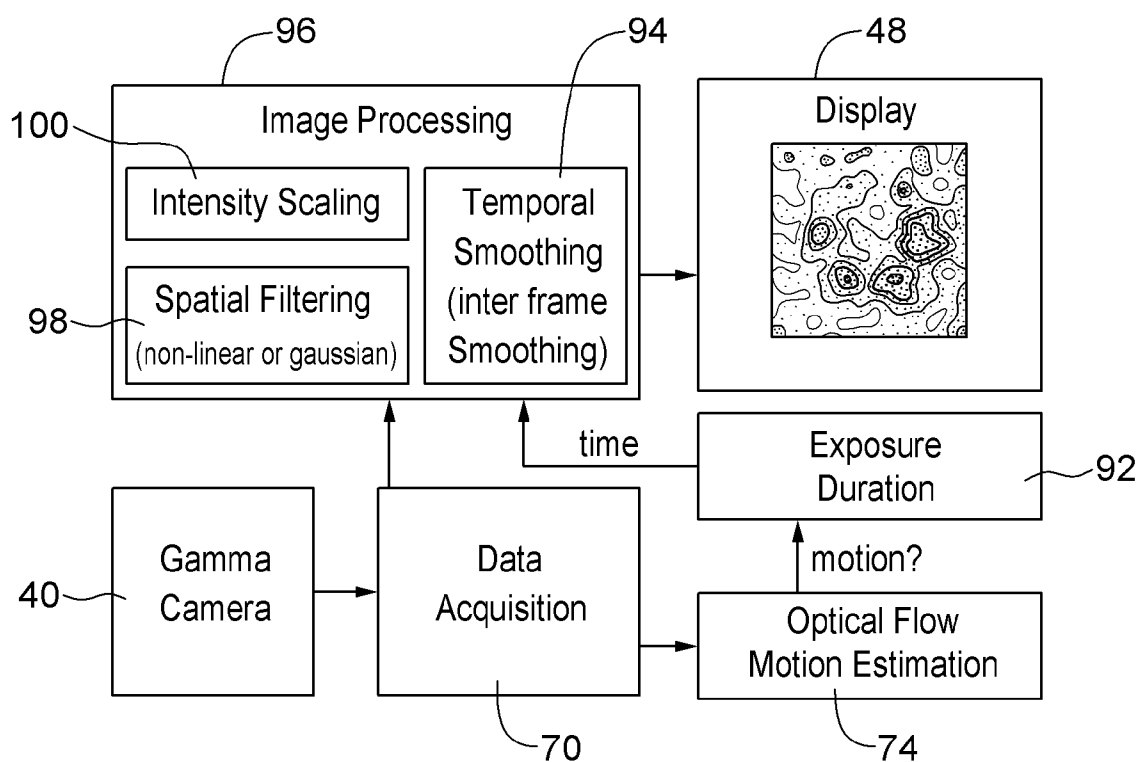 96
94
48
Image Processing
Display
100
Intensity Scaling
Temporal
Smoothing
(inter frame
Smoothing)
98
Spatial Filtering
(non-linear or gaussian)
time
Exposure
Duration
92
motion?
40
Gamma
Camera
Data
Acquisition
Optical Flow
Motion Estimation
70
74